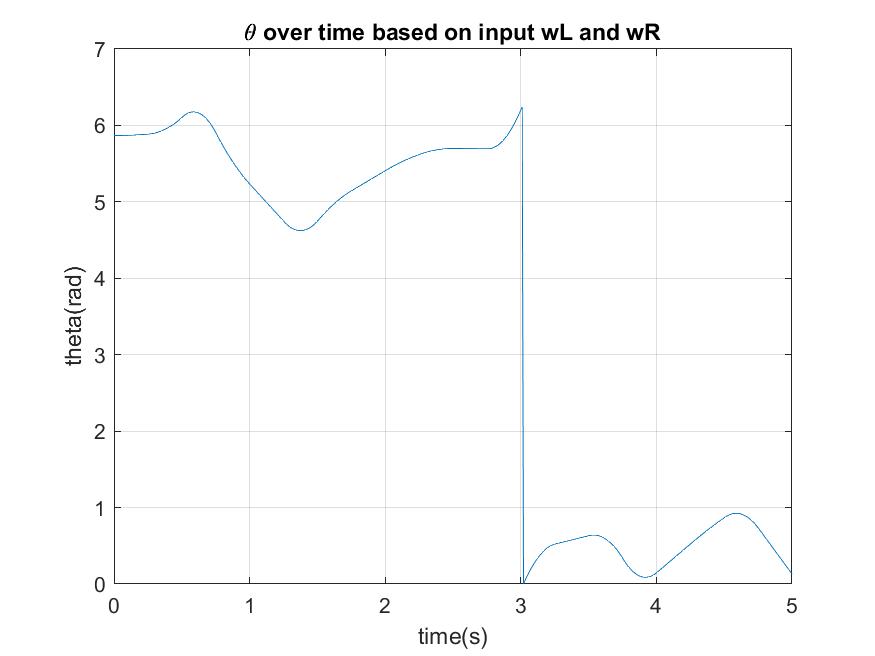 θ over time based on input wL and wR
7
6
5
4
3
2
1
0
theta(rad)
0 1 2 3 4 5
time(s)